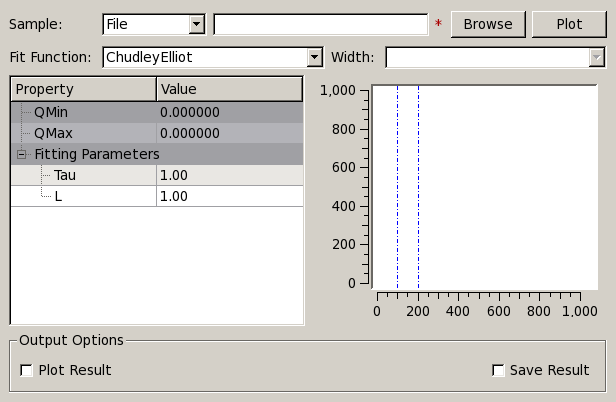 Sample: File * Browse Plot
Fit Function: ChudleyElliot Width:
Property Value
QMin 0.000000
QMax 0.000000
Fitting Parameters
Tau 1.00
L 1.00
1,000
800
600
400
200
0
0 200 400 600 800 1,000
Output Options
Plot Result Save Result